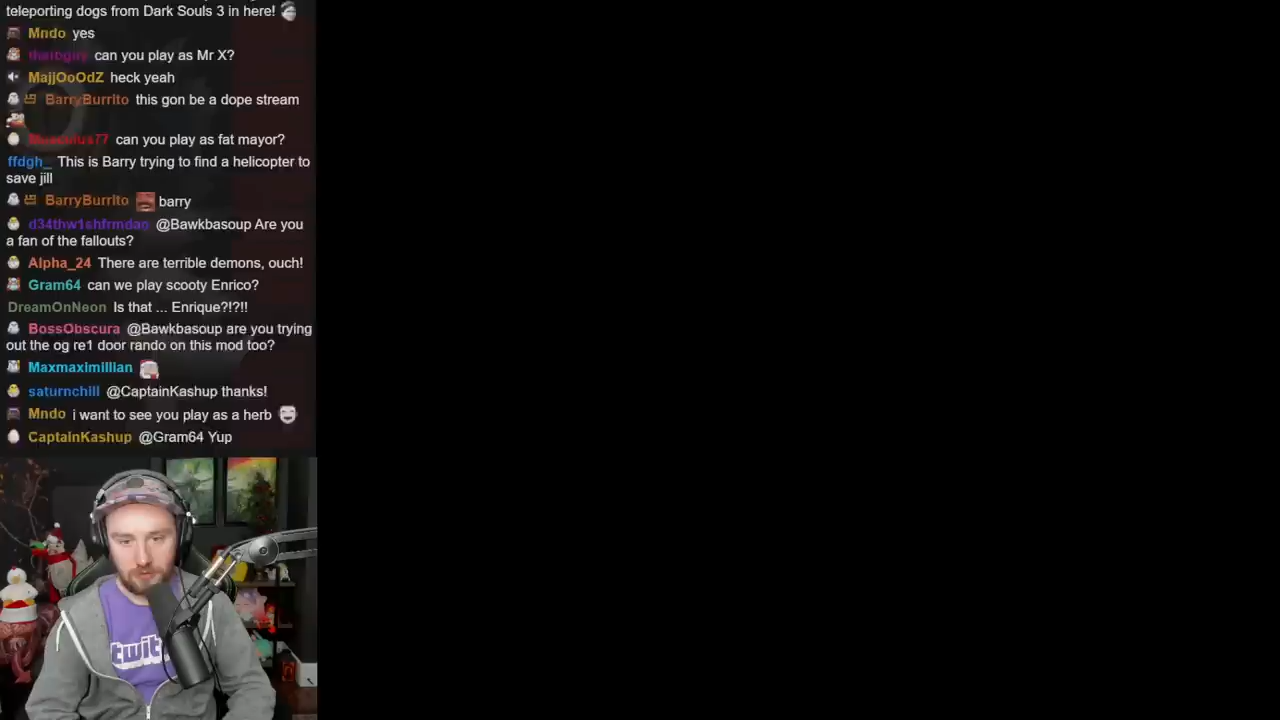 teleporting dogs from Dark Souls 3 in here!
Mndo yes
can you play as Mr X?
MajjOoOdZ heck yeah
BarryBurrito this gon be a dope stream
can you play as fat mayor?
ffdgh_ This is Barry trying to find a helicopter to
save jill
BarryBurrito barry
d34thw1shfrmdao @Bawkbasoup Are you
a fan of the fallouts?
Alpha_24 There are terrible demons, ouch!
Gram64 can we play scooty Enrico?
DreamOnNeon Is that ... Enrique?!?!!
BossObscura @Bawkbasoup are you trying
out the og re1 door rando on this mod too?
Maxmaximillian
saturnchill @CaptainKashup thanks!
Mndo i want to see you play as a herb
CaptainKashup @Gram64 Yup
twit